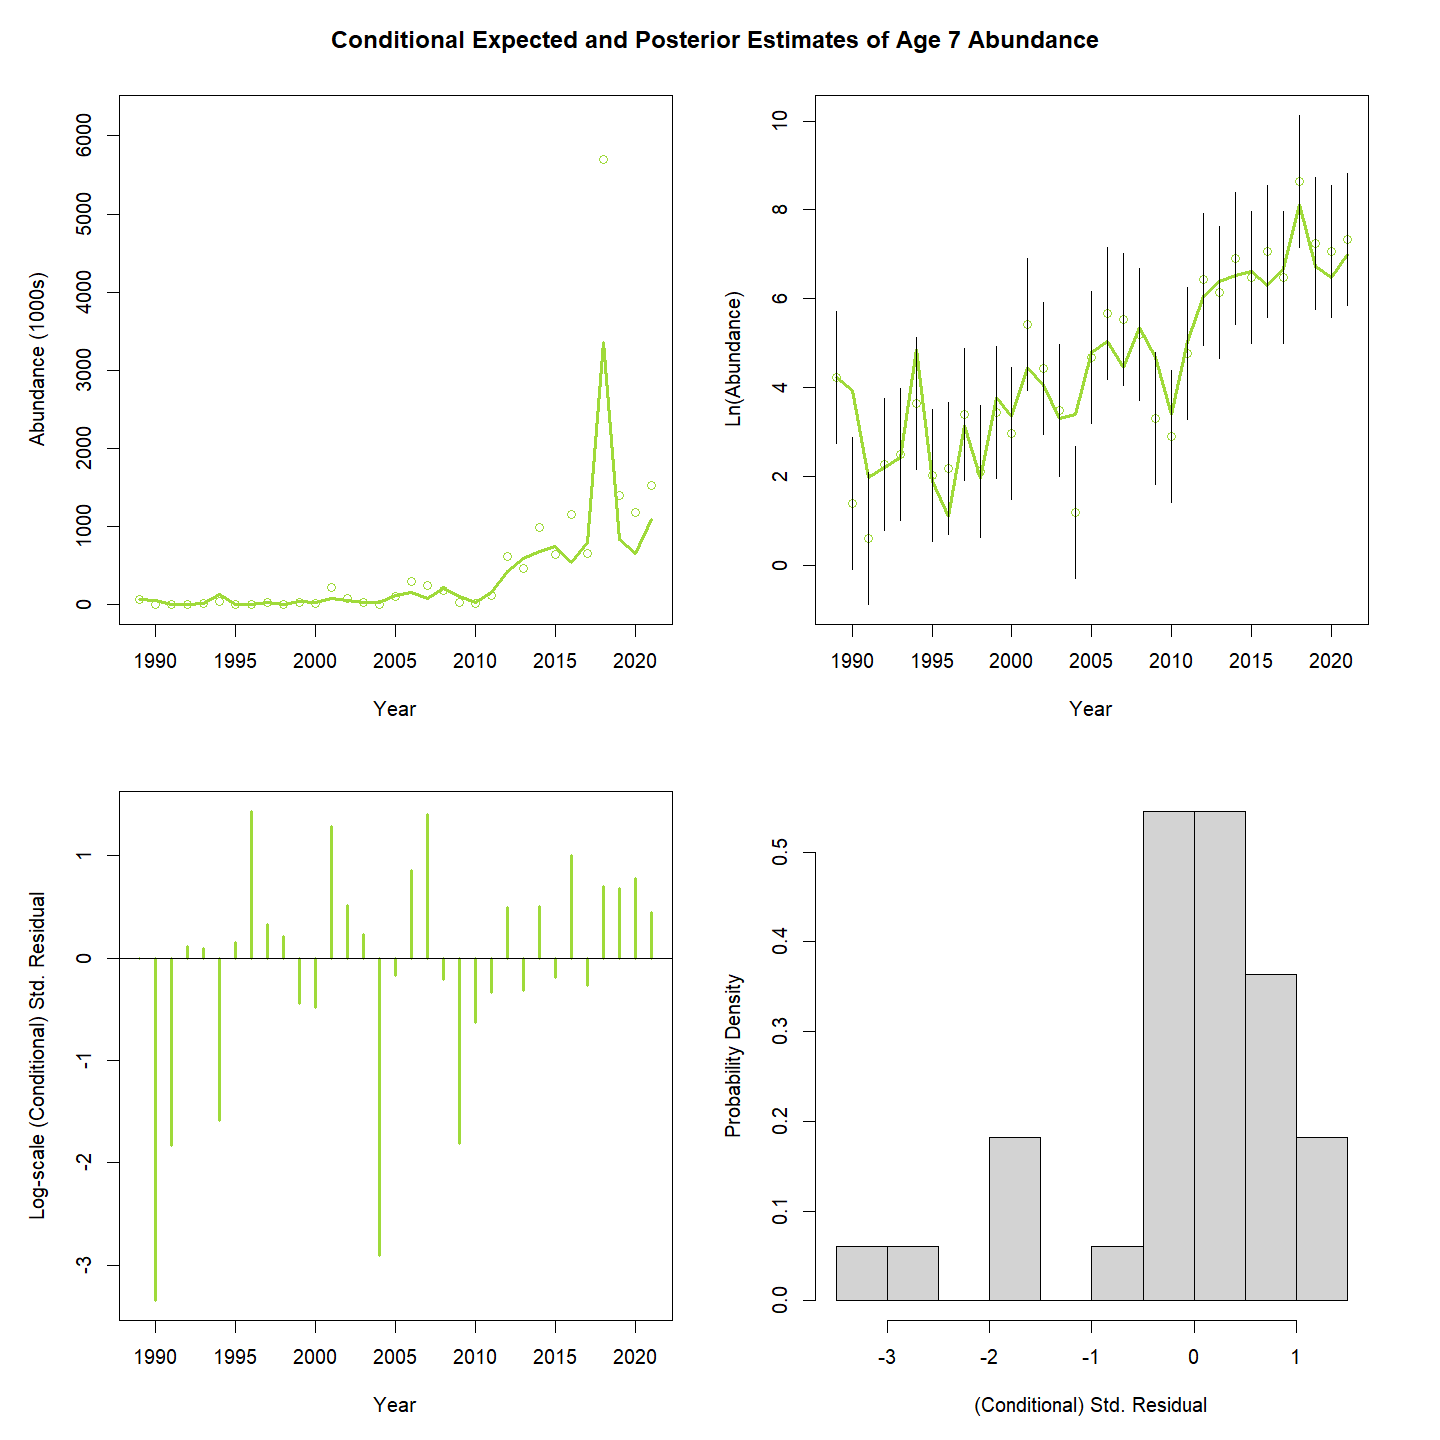 Conditional Expected and Posterior Estimates of Age 7 Abundance
Abundance (1000s)
6000
5000
4000
3000
2000
1000
0
1990 1995 2000 2005 2010 2015 2020
Year
Ln(Abundance)
10
8
6
4
2
0
1990 1995 2000 2005 2010 2015 2020
Year
Log-scale (Conditional) Std. Residual
1
0
-1
-2
-3
1990 1995 2000 2005 2010 2015 2020
Year
Probability Density
0.5
0.4
0.3
0.2
0.1
0.0
-3 -2 -1 0 1
(Conditional) Std. Residual